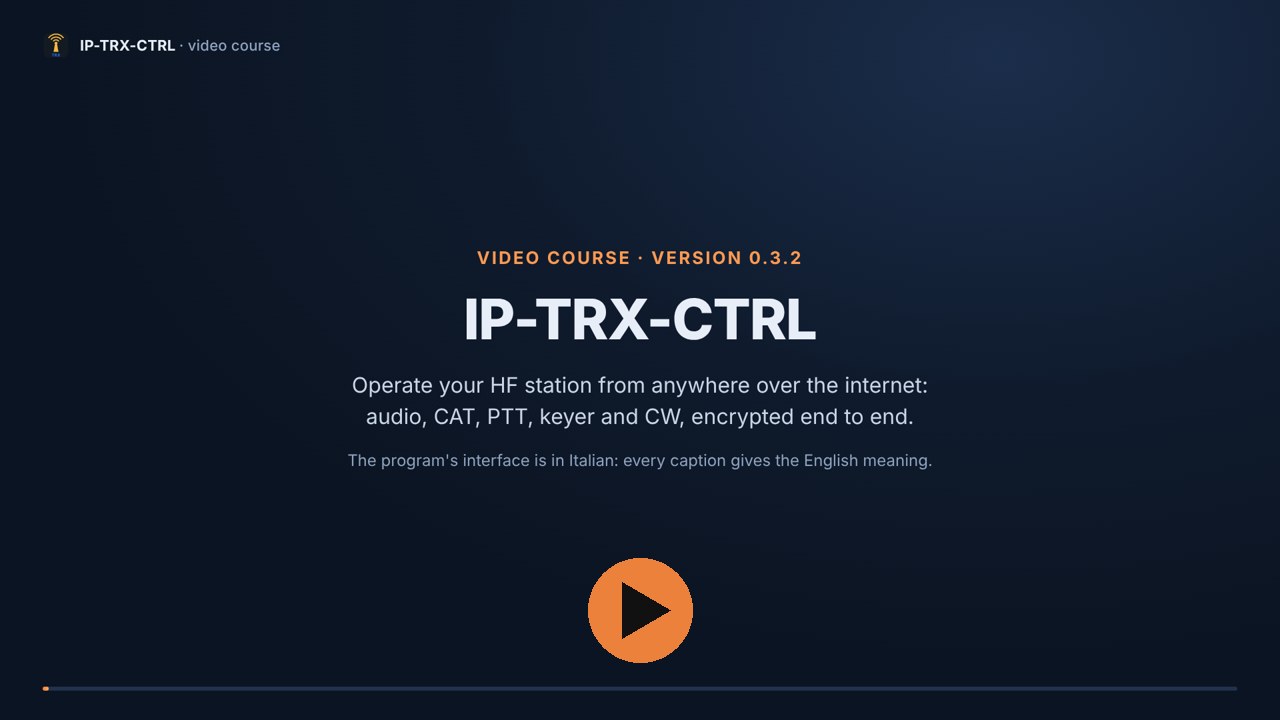 IP-TRX-CTRL · video course
VIDEO COURSE · VERSION 0.3.2
IP-TRX-CTRL
Operate your HF station from anywhere over the internet:
audio, CAT, PTT, keyer and CW, encrypted end to end.
The program's interface is in Italian: every caption gives the English meaning.